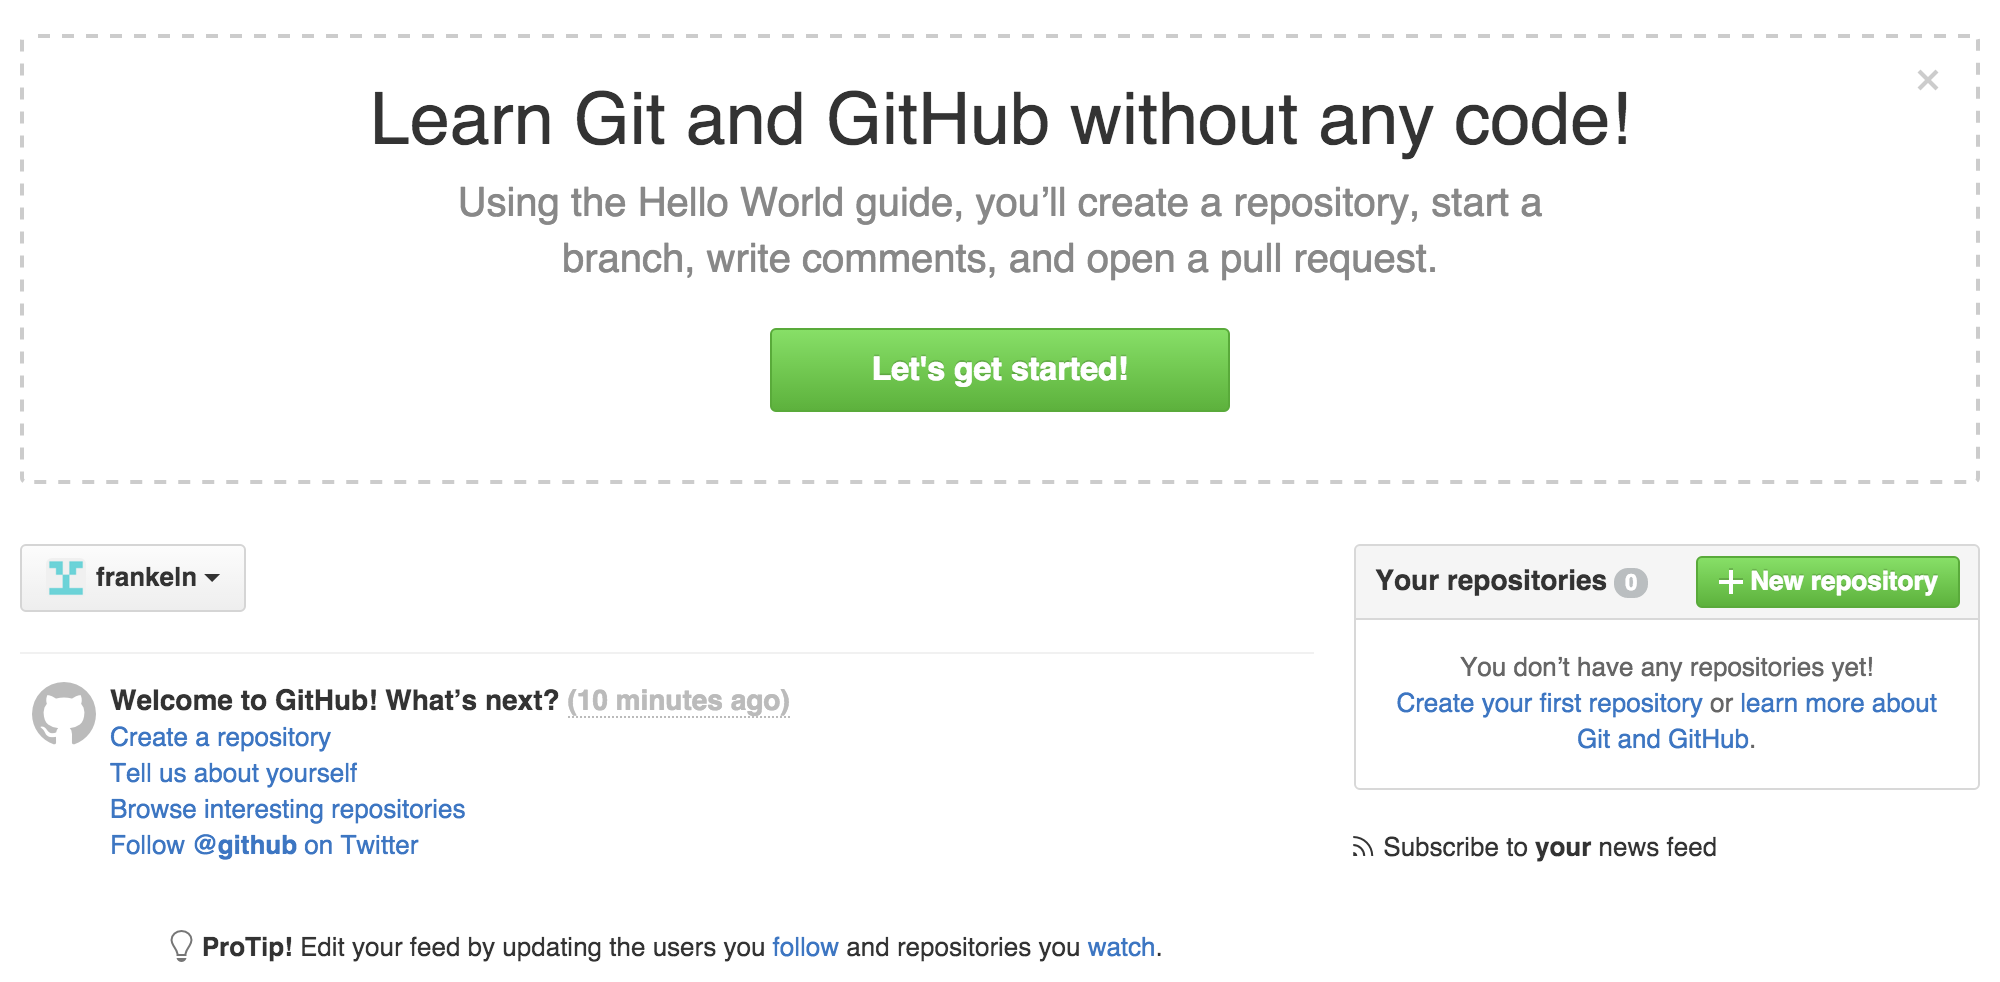 Learn Git and GitHub without any code!
Using the Hello World guide, you’ll create a repository, start a
branch, write comments, and open a pull request.
Let's get started!
frankeln
Welcome to GitHub! What’s next? (10 minutes ago)
Create a repository
Tell us about yourself
Browse interesting repositories
Follow @github on Twitter
ProTip! Edit your feed by updating the users you follow and repositories you watch.
Your repositories 0
New repository
You don’t have any repositories yet!
Create your first repository or learn more about
Git and GitHub.
Subscribe to your news feed